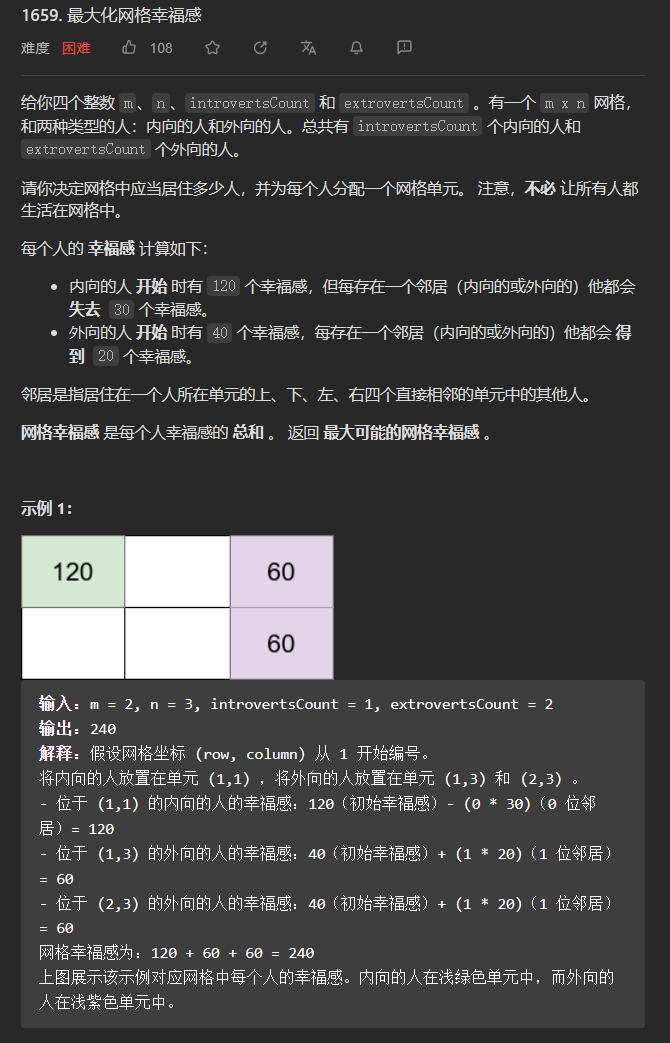 1659. 最大化网格幸福感
难度 困难 108
给你四个整数 m、n、introvertsCount 和 extrovertsCount 。有一个 m x n 网格,
和两种类型的人:内向的人和外向的人。总共有 introvertsCount 个内向的人和
extrovertsCount 个外向的人。
请你决定网格中应当居住多少人,并为每个人分配一个网格单元。 注意,不必 让所有人都
生活在网格中。
每个人的 幸福感 计算如下:
• 内向的人 开始 时有 120 个幸福感,但每存在一个邻居(内向的或外向的)他都会
失去 30 个幸福感。
• 外向的人 开始 时有 40 个幸福感,每存在一个邻居(内向的或外向的)他都会 得
到 20 个幸福感。
邻居是指居住在一个人所在单元的上、下、左、右四个直接相邻的单元中的其他人。
网格幸福感 是每个人幸福感的 总和 。 返回 最大可能的网格幸福感 。
示例 1:
120 60
60
输入:m = 2, n = 3, introvertsCount = 1, extrovertsCount = 2
输出:240
解释:假设网格坐标 (row, column) 从 1 开始编号。
将内向的人放置在单元 (1,1) ,将外向的人放置在单元 (1,3) 和 (2,3) 。
- 位于 (1,1) 的内向的人的幸福感:120(初始幸福感)- (0 * 30)(0 位邻
居)= 120
- 位于 (1,3) 的外向的人的幸福感:40(初始幸福感)+ (1 * 20)(1 位邻居)
= 60
- 位于 (2,3) 的外向的人的幸福感:40(初始幸福感)+ (1 * 20)(1 位邻居)
= 60
网格幸福感为:120 + 60 + 60 = 240
上图展示该示例对应网格中每个人的幸福感。内向的人在浅绿色单元中,而外向的
人在浅紫色单元中。